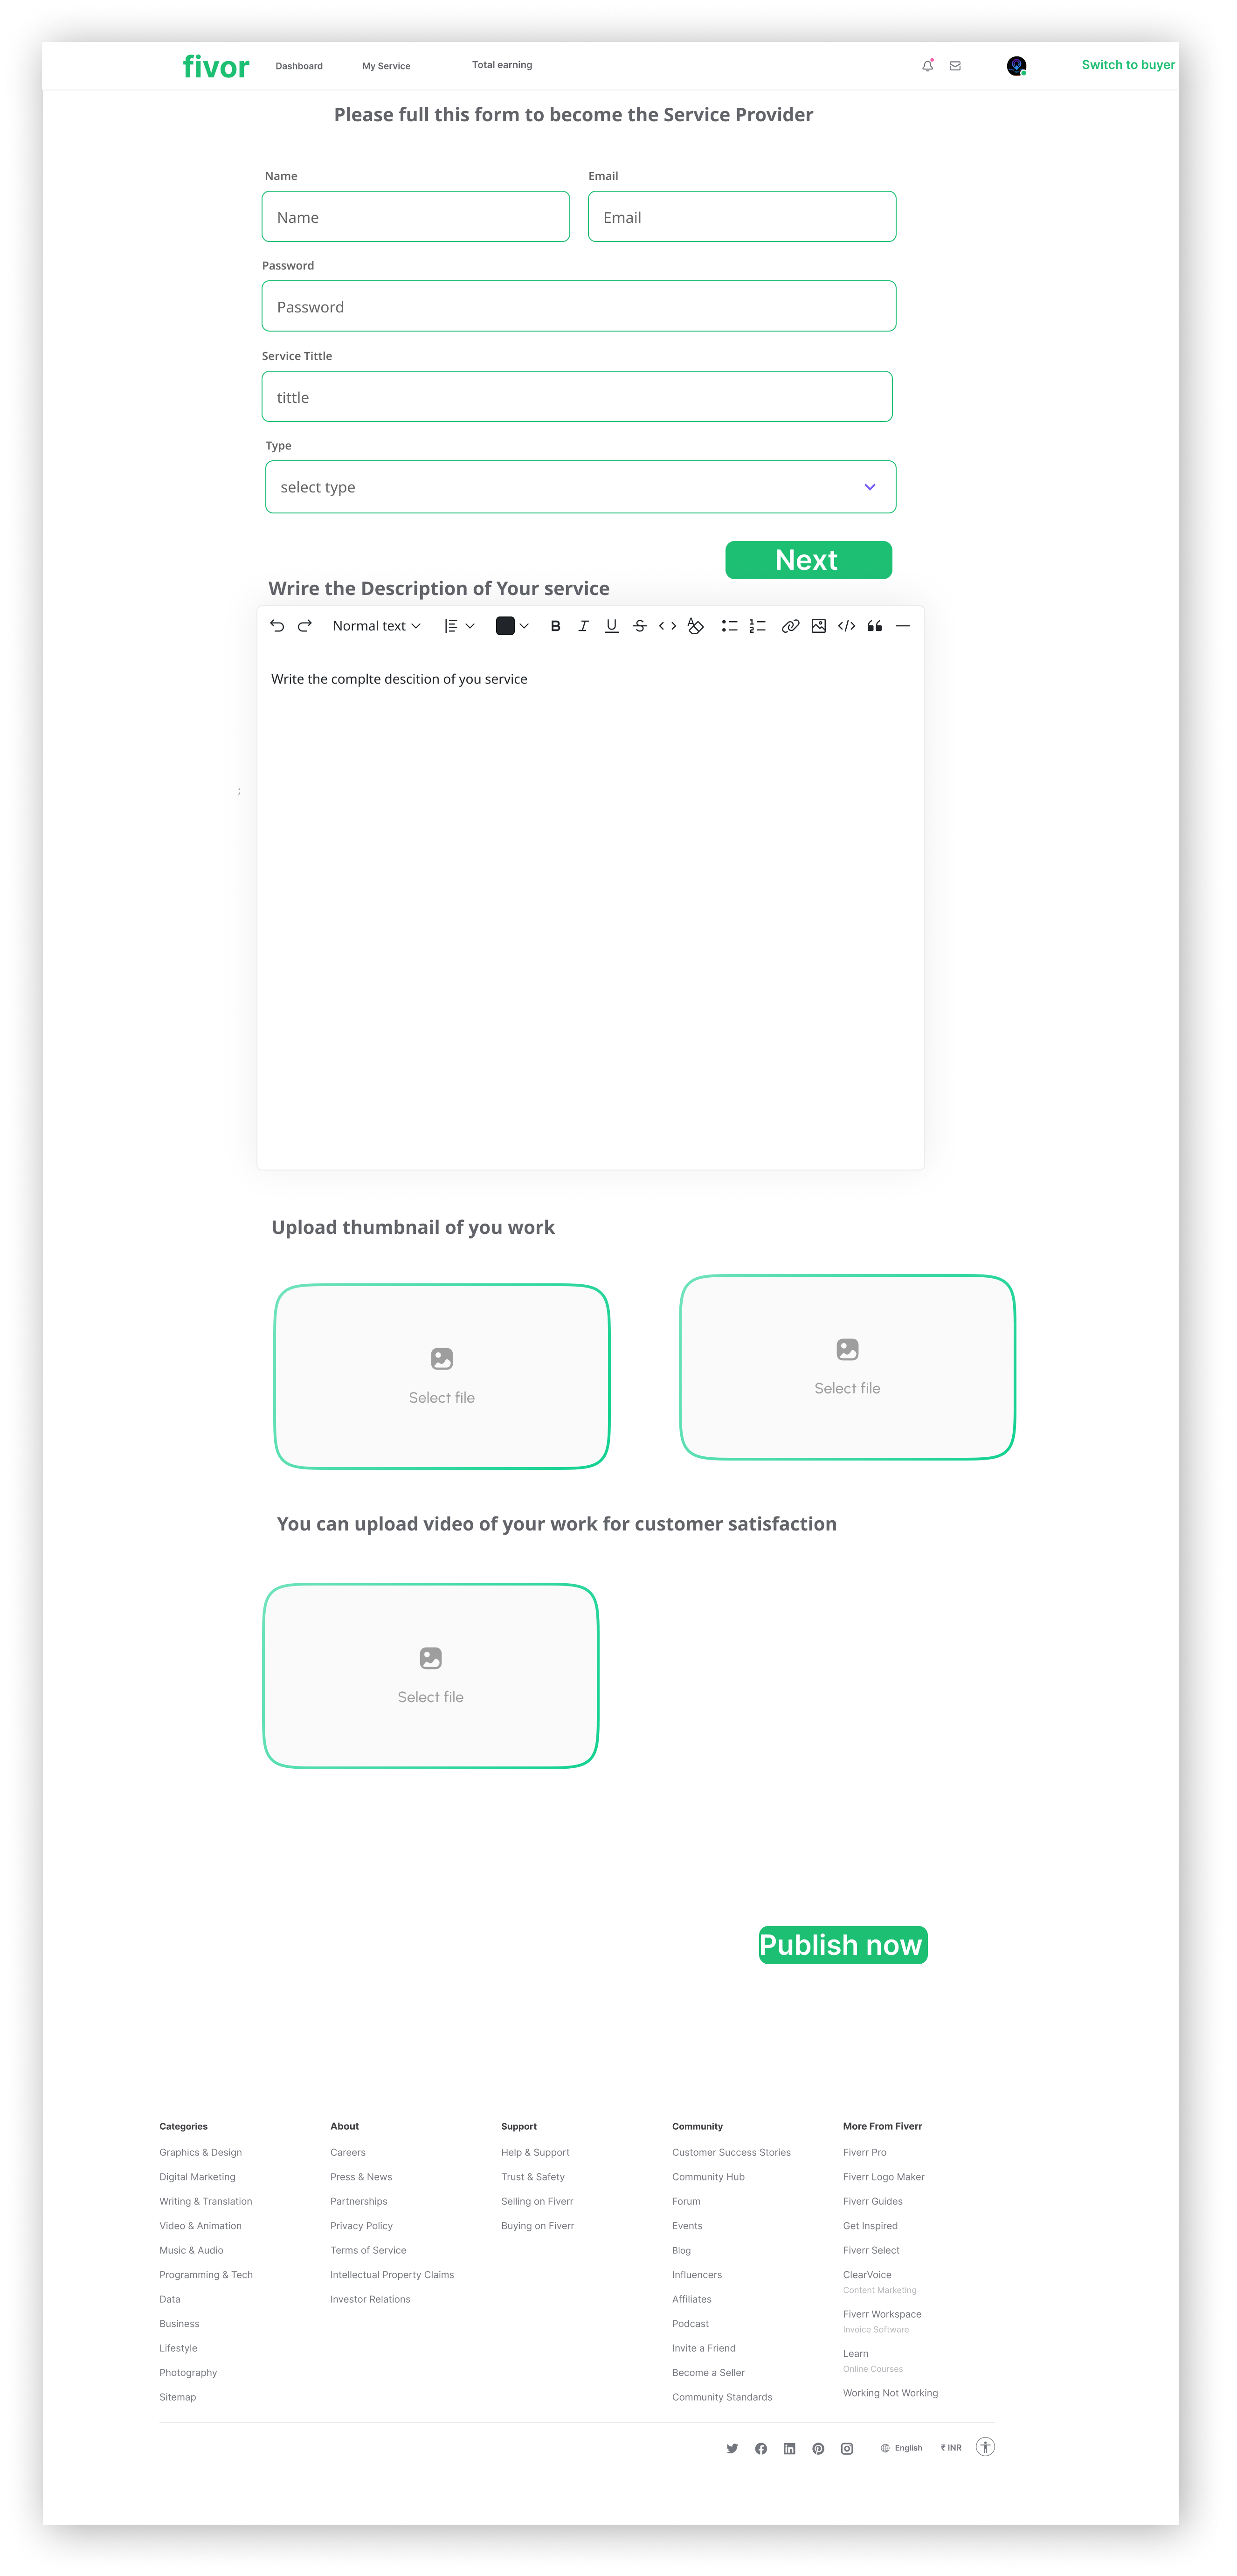 fivor
Dashboard
My Service
Total earning
Switch to buyer
Please full this form to become the Service Provider
Name
Email
Name
Email
Password
Password
Service Tittle
tittle
Type
select type
Next
Wrire the Description of Your service
Normal text
Write the complte descition of you service
;
Upload thumbnail of you work
Select file
Select file
You can upload video of your work for customer satisfaction
Select file
Publish now
Categories
Graphics & Design
Digital Marketing
Writing & Translation
Video & Animation
Music & Audio
Programming & Tech
Data
Business
Lifestyle
Photography
Sitemap
About
Careers
Press & News
Partnerships
Privacy Policy
Terms of Service
Intellectual Property Claims
Investor Relations
Support
Help & Support
Trust & Safety
Selling on Fiverr
Buying on Fiverr
Community
Customer Success Stories
Community Hub
Forum
Events
Blog
Influencers
Affiliates
Podcast
Invite a Friend
Become a Seller
Community Standards
More From Fiverr
Fiverr Pro
Fiverr Logo Maker
Fiverr Guides
Get Inspired
Fiverr Select
ClearVoice
Content Marketing
Fiverr Workspace
Invoice Software
Learn
Online Courses
Working Not Working
English
₹ INR